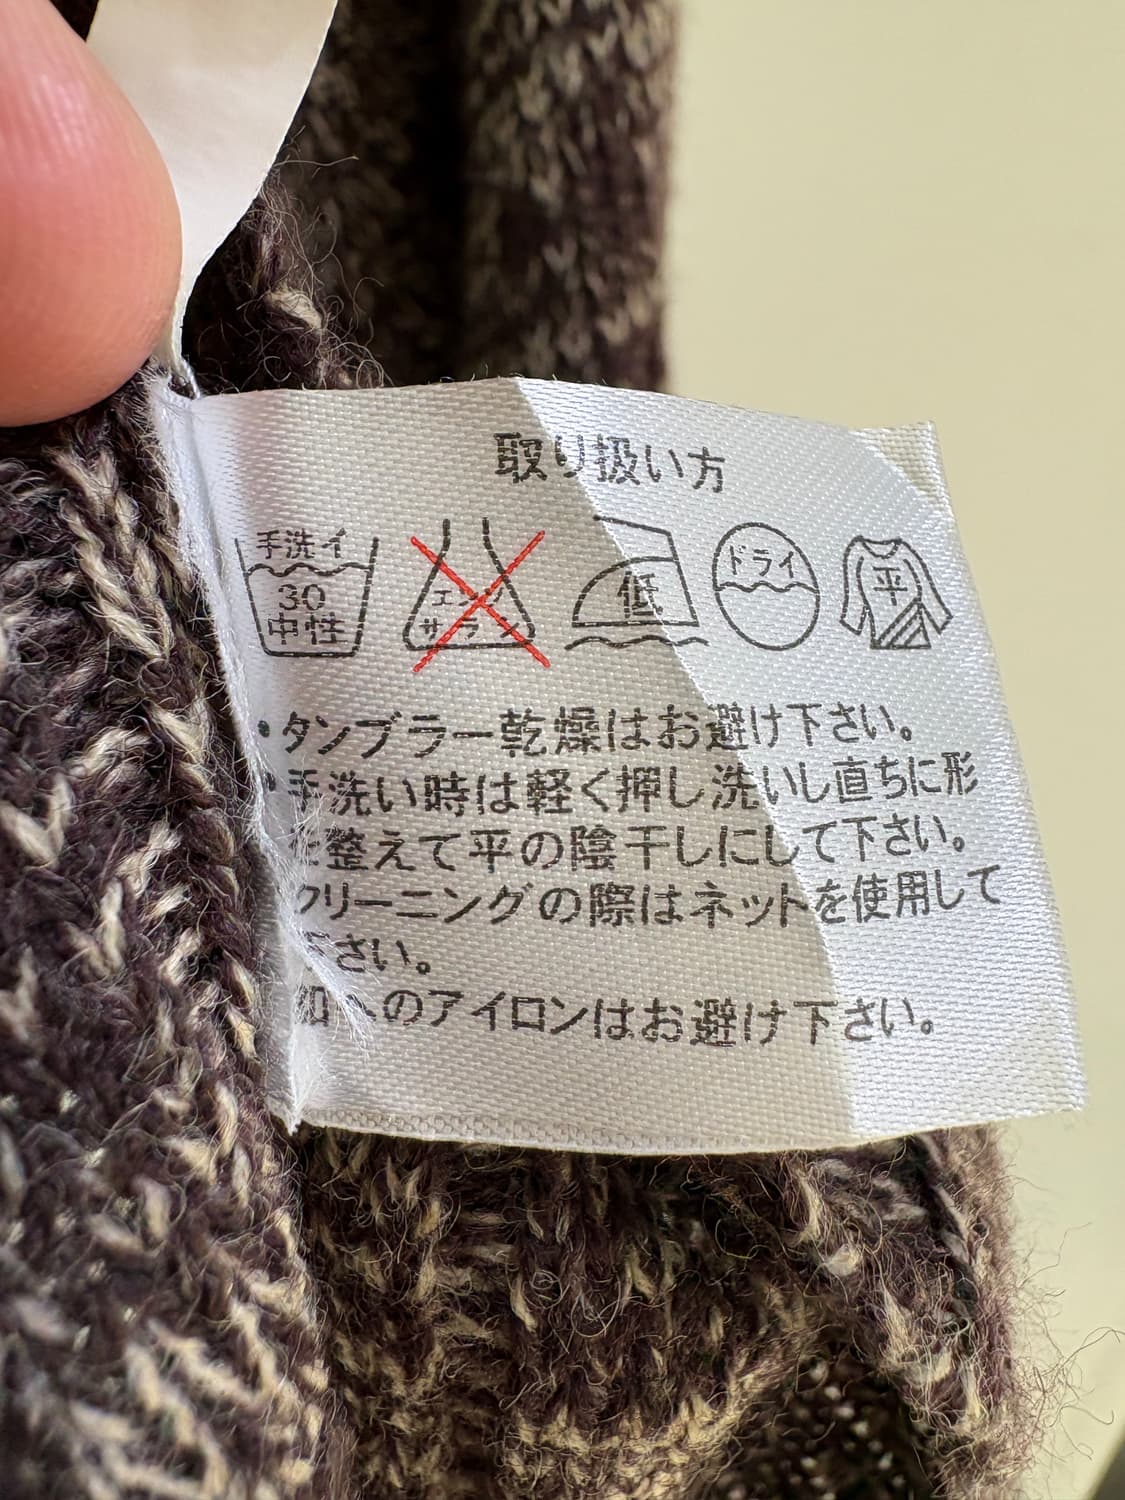 取り扱い方
手洗イ
30
中性
エンソ
サラシ
低
ドライ
平
・タンブラー乾燥はお避け下さい。
・手洗い時は軽く押し洗いし直ちに形
を整えて平の陰干しにして下さい。
クリーニングの際はネットを使用して
下さい。
へのアイロンはお避け下さい。